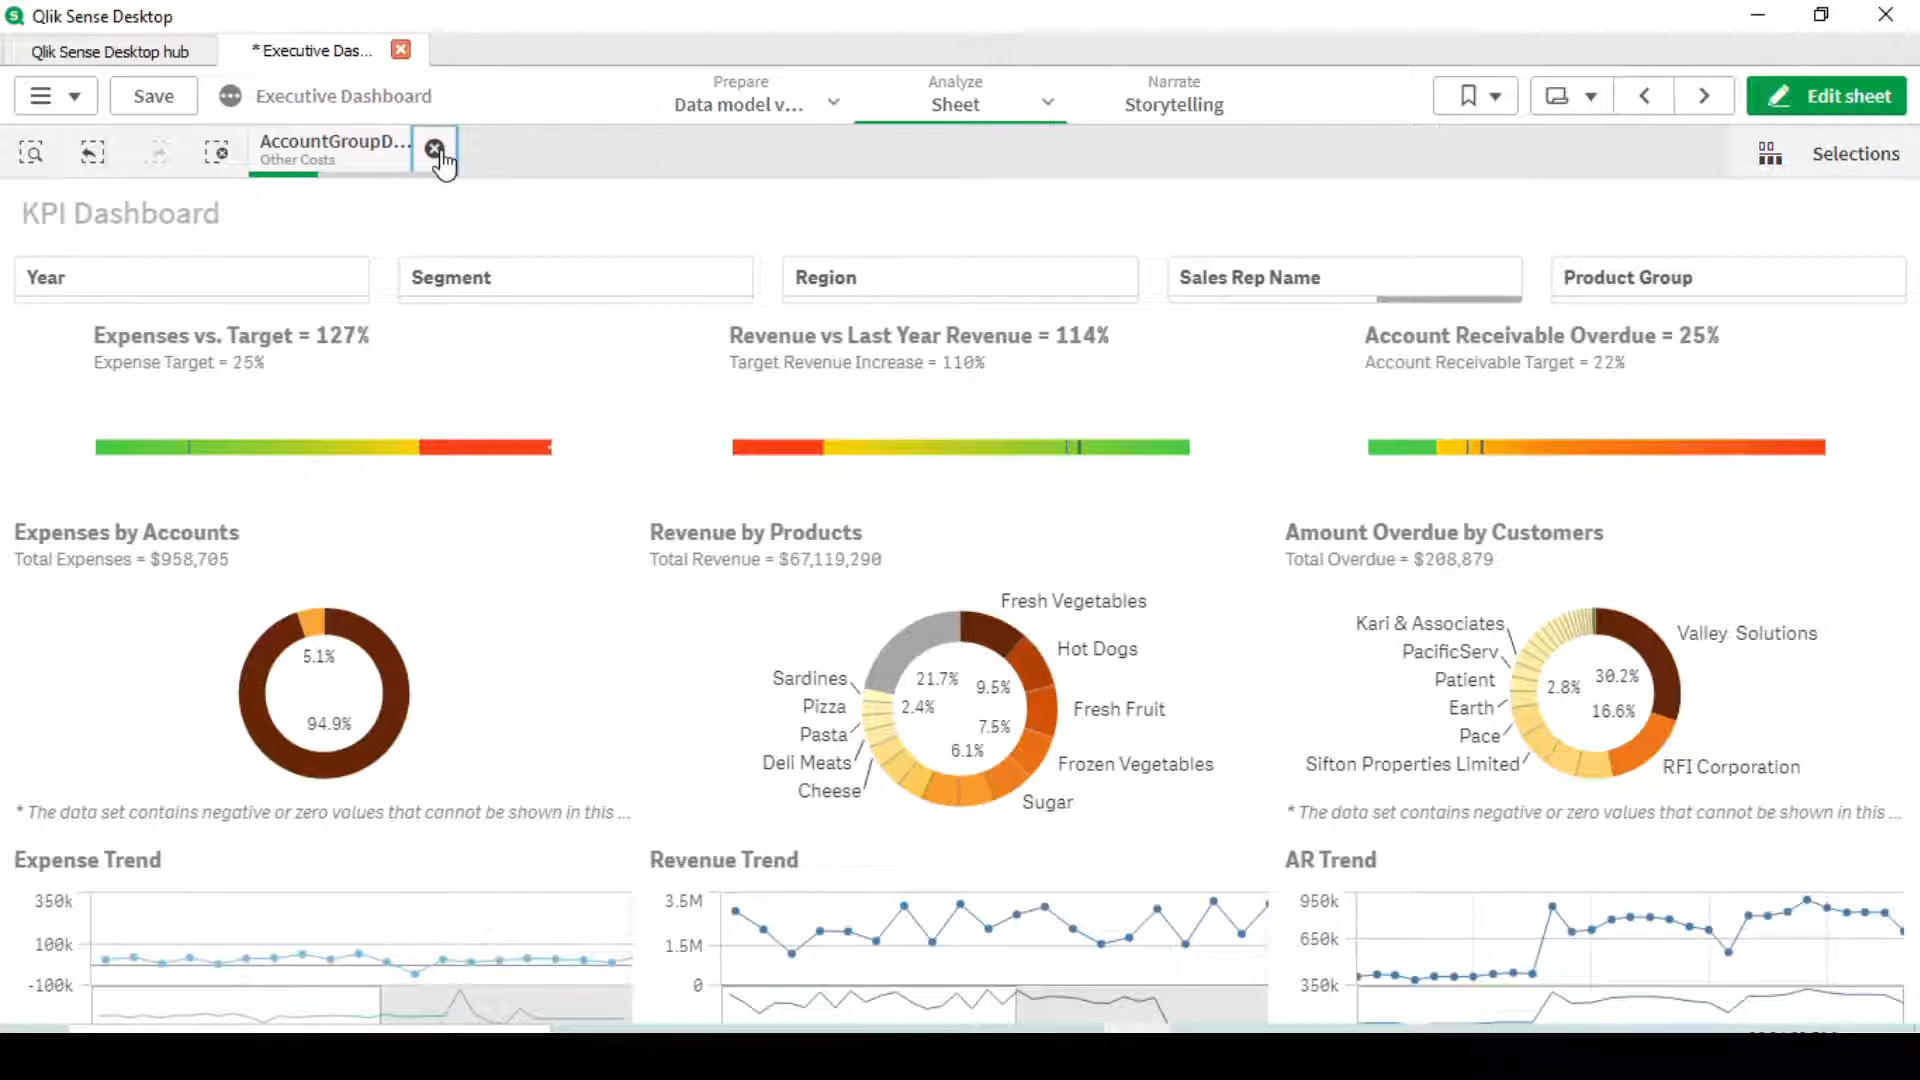 Qlik Sense Desktop
Qlik Sense Desktop hub
* Executive Das...
Save
Executive Dashboard
Prepare
Data model v...
Analyze
Sheet
Narrate
Storytelling
Edit sheet
AccountGroupD...
Other Costs
Selections
KPI Dashboard
Year
Segment
Region
Sales Rep Name
Product Group
Expenses vs. Target = 127%
Expense Target = 25%
Revenue vs Last Year Revenue = 114%
Target Revenue Increase = 110%
Account Receivable Overdue = 25%
Account Receivable Target = 22%
Expenses by Accounts
Total Expenses = $958,705
5.1%
94.9%
* The data set contains negative or zero values that cannot be shown in this ...
Revenue by Products
Total Revenue = $67,119,290
Fresh Vegetables
Hot Dogs
Sardines
21.7%
9.5%
Pizza
2.4%
Fresh Fruit
Pasta
7.5%
6.1%
Deli Meats
Frozen Vegetables
Cheese
Sugar
Amount Overdue by Customers
Total Overdue = $208,879
Kari & Associates
Valley Solutions
PacificServ
Patient
30.2%
2.8%
Earth
16.6%
Pace
Sifton Properties Limited
RFI Corporation
* The data set contains negative or zero values that cannot be shown in this ...
Expense Trend
350k
100k
-100k
Revenue Trend
3.5M
1.5M
0
AR Trend
950k
650k
350k